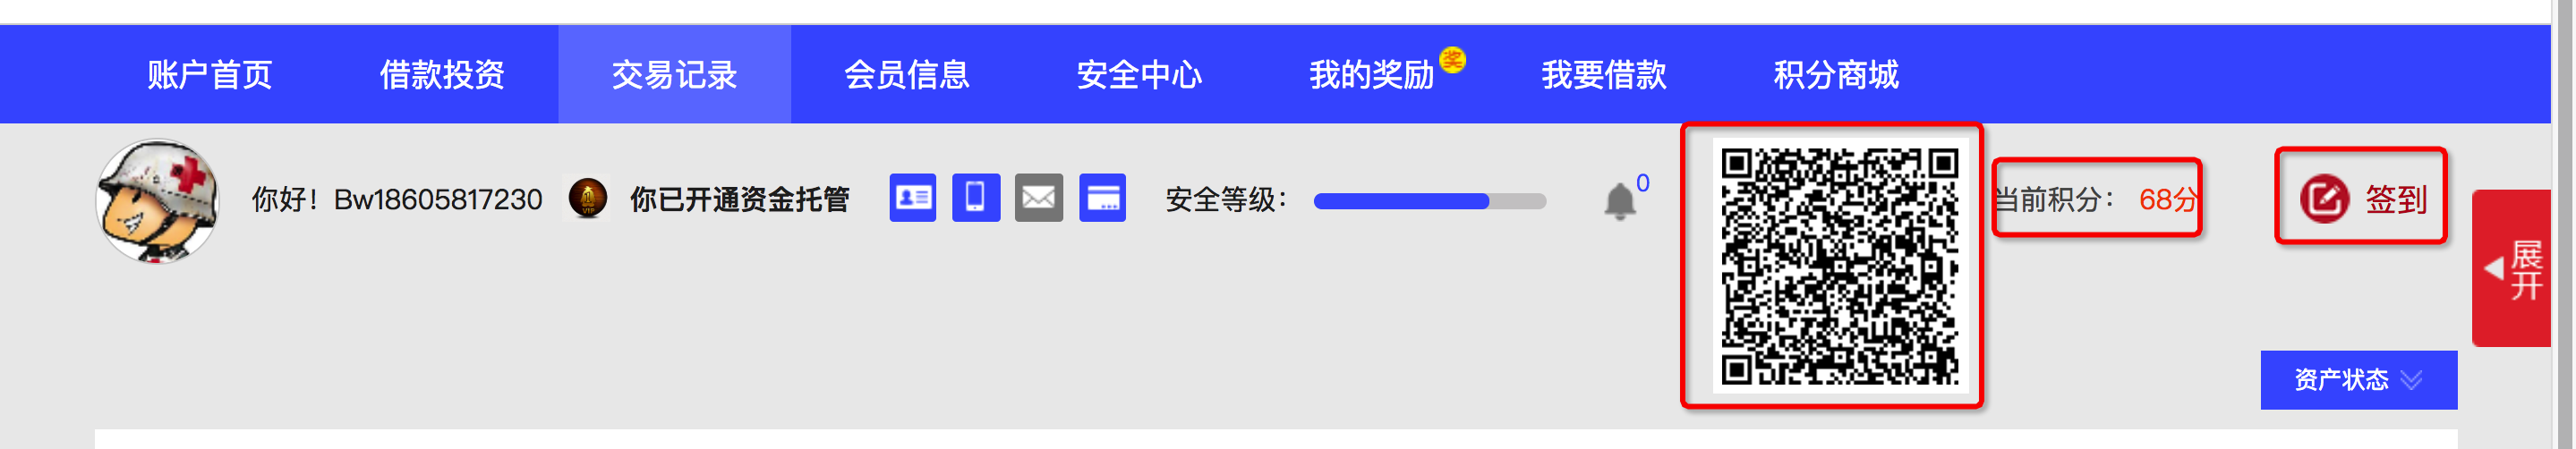 账户首页 借款投资 交易记录 会员信息 安全中心 我的奖励 奖 我要借款 积分商城
你好！Bw18605817230 VIP 你已开通资金托管 安全等级： 0 当前积分： 68分 签到
展开
资产状态